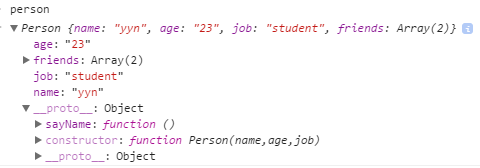 person
Person {name: "yyn", age: "23", job: "student", friends: Array(2)} i
age: "23"
friends: Array(2)
job: "student"
name: "yyn"
__proto__: Object
sayName: function ()
constructor: function Person(name,age,job)
__proto__: Object